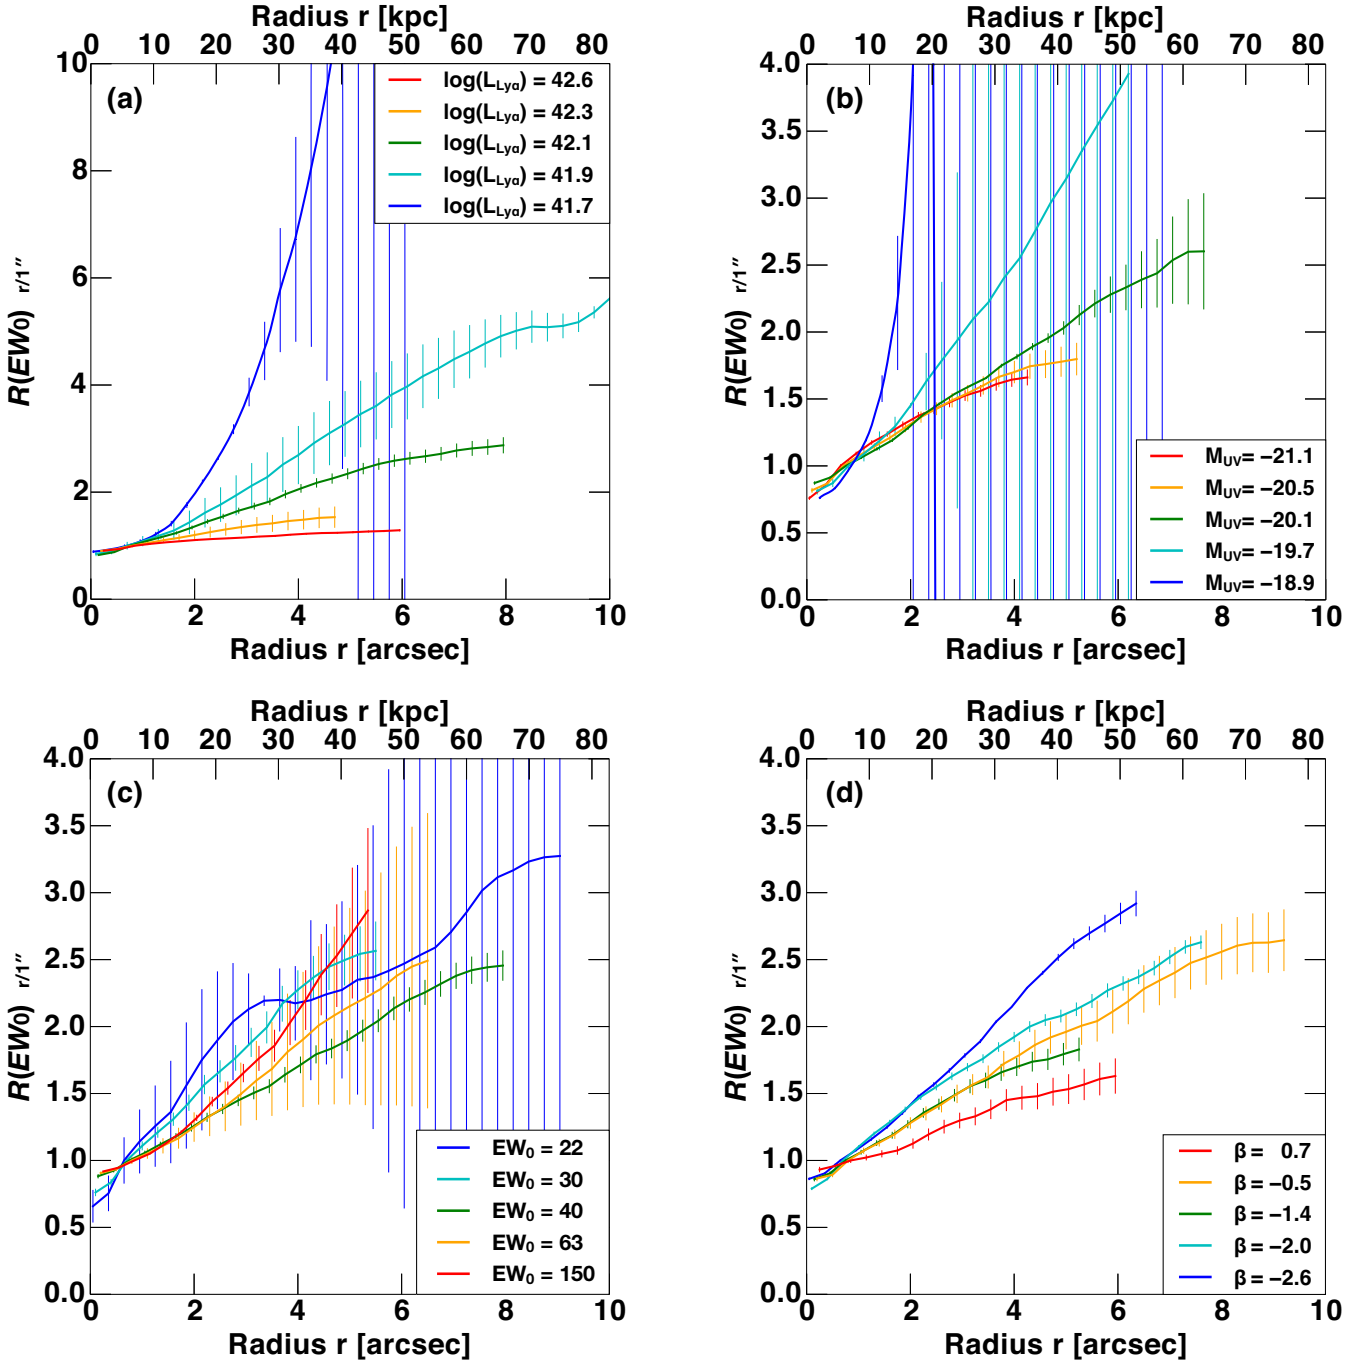 Radius r [kpc]
0 10 20 30 40 50 60 70 80
(a)
log(L_Lyα) = 42.6
log(L_Lyα) = 42.3
log(L_Lyα) = 42.1
log(L_Lyα) = 41.9
log(L_Lyα) = 41.7
10
8
6
4
2
0
R(EW0) r/1″
0 2 4 6 8 10
Radius r [arcsec]
Radius r [kpc]
0 10 20 30 40 50 60 70 80
(b)
4.0
3.5
3.0
2.5
2.0
1.5
1.0
0.5
0.0
R(EW0) r/1″
M_UV= −21.1
M_UV= −20.5
M_UV= −20.1
M_UV= −19.7
M_UV= −18.9
0 2 4 6 8 10
Radius r [arcsec]
Radius r [kpc]
0 10 20 30 40 50 60 70 80
(c)
4.0
3.5
3.0
2.5
2.0
1.5
1.0
0.5
0.0
R(EW0) r/1″
EW₀ = 22
EW₀ = 30
EW₀ = 40
EW₀ = 63
EW₀ = 150
0 2 4 6 8 10
Radius r [arcsec]
Radius r [kpc]
0 10 20 30 40 50 60 70 80
(d)
4.0
3.5
3.0
2.5
2.0
1.5
1.0
0.5
0.0
R(EW0) r/1″
β = 0.7
β = −0.5
β = −1.4
β = −2.0
β = −2.6
0 2 4 6 8 10
Radius r [arcsec]